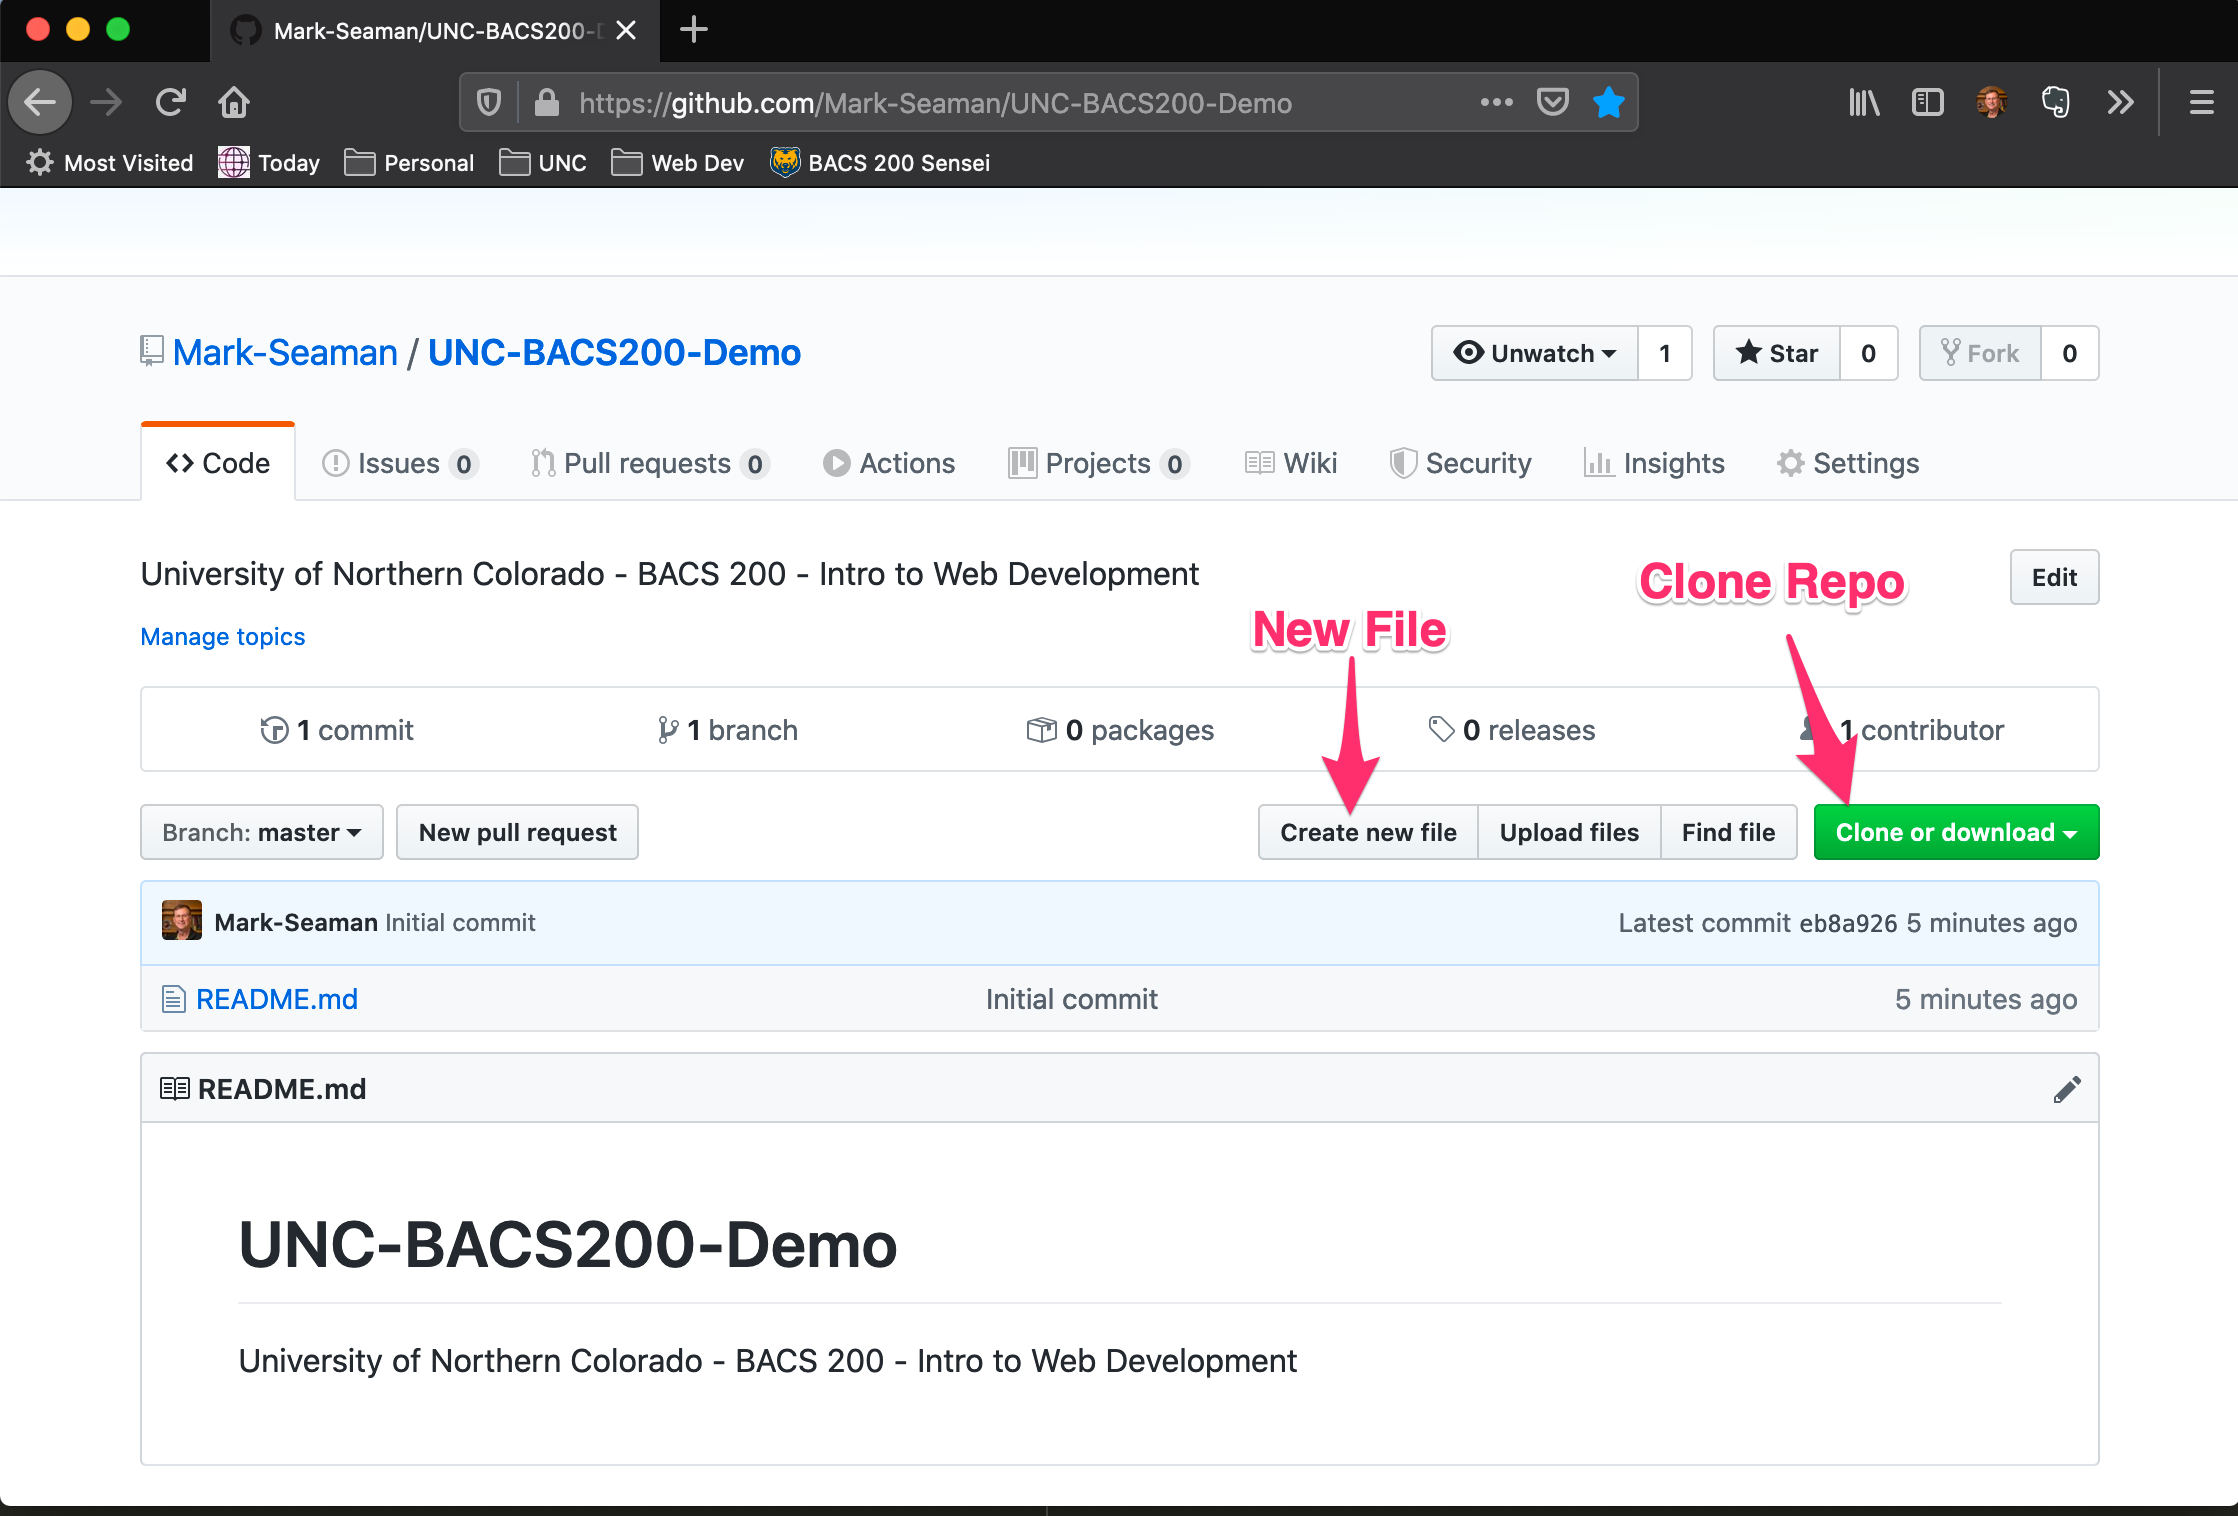 Mark-Seaman/UNC-BACS200-
https://github.com/Mark-Seaman/UNC-BACS200-Demo
Most Visited Today Personal UNC Web Dev BACS 200 Sensei
Mark-Seaman / UNC-BACS200-Demo
Unwatch 1 Star 0 Fork 0
Code Issues 0 Pull requests 0 Actions Projects 0 Wiki Security Insights Settings
University of Northern Colorado - BACS 200 - Intro to Web Development
Edit
Clone Repo
New File
Manage topics
1 commit 1 branch 0 packages 0 releases 1 contributor
Branch: master New pull request Create new file Upload files Find file Clone or download
Mark-Seaman Initial commit Latest commit eb8a926 5 minutes ago
README.md Initial commit 5 minutes ago
README.md
UNC-BACS200-Demo
University of Northern Colorado - BACS 200 - Intro to Web Development